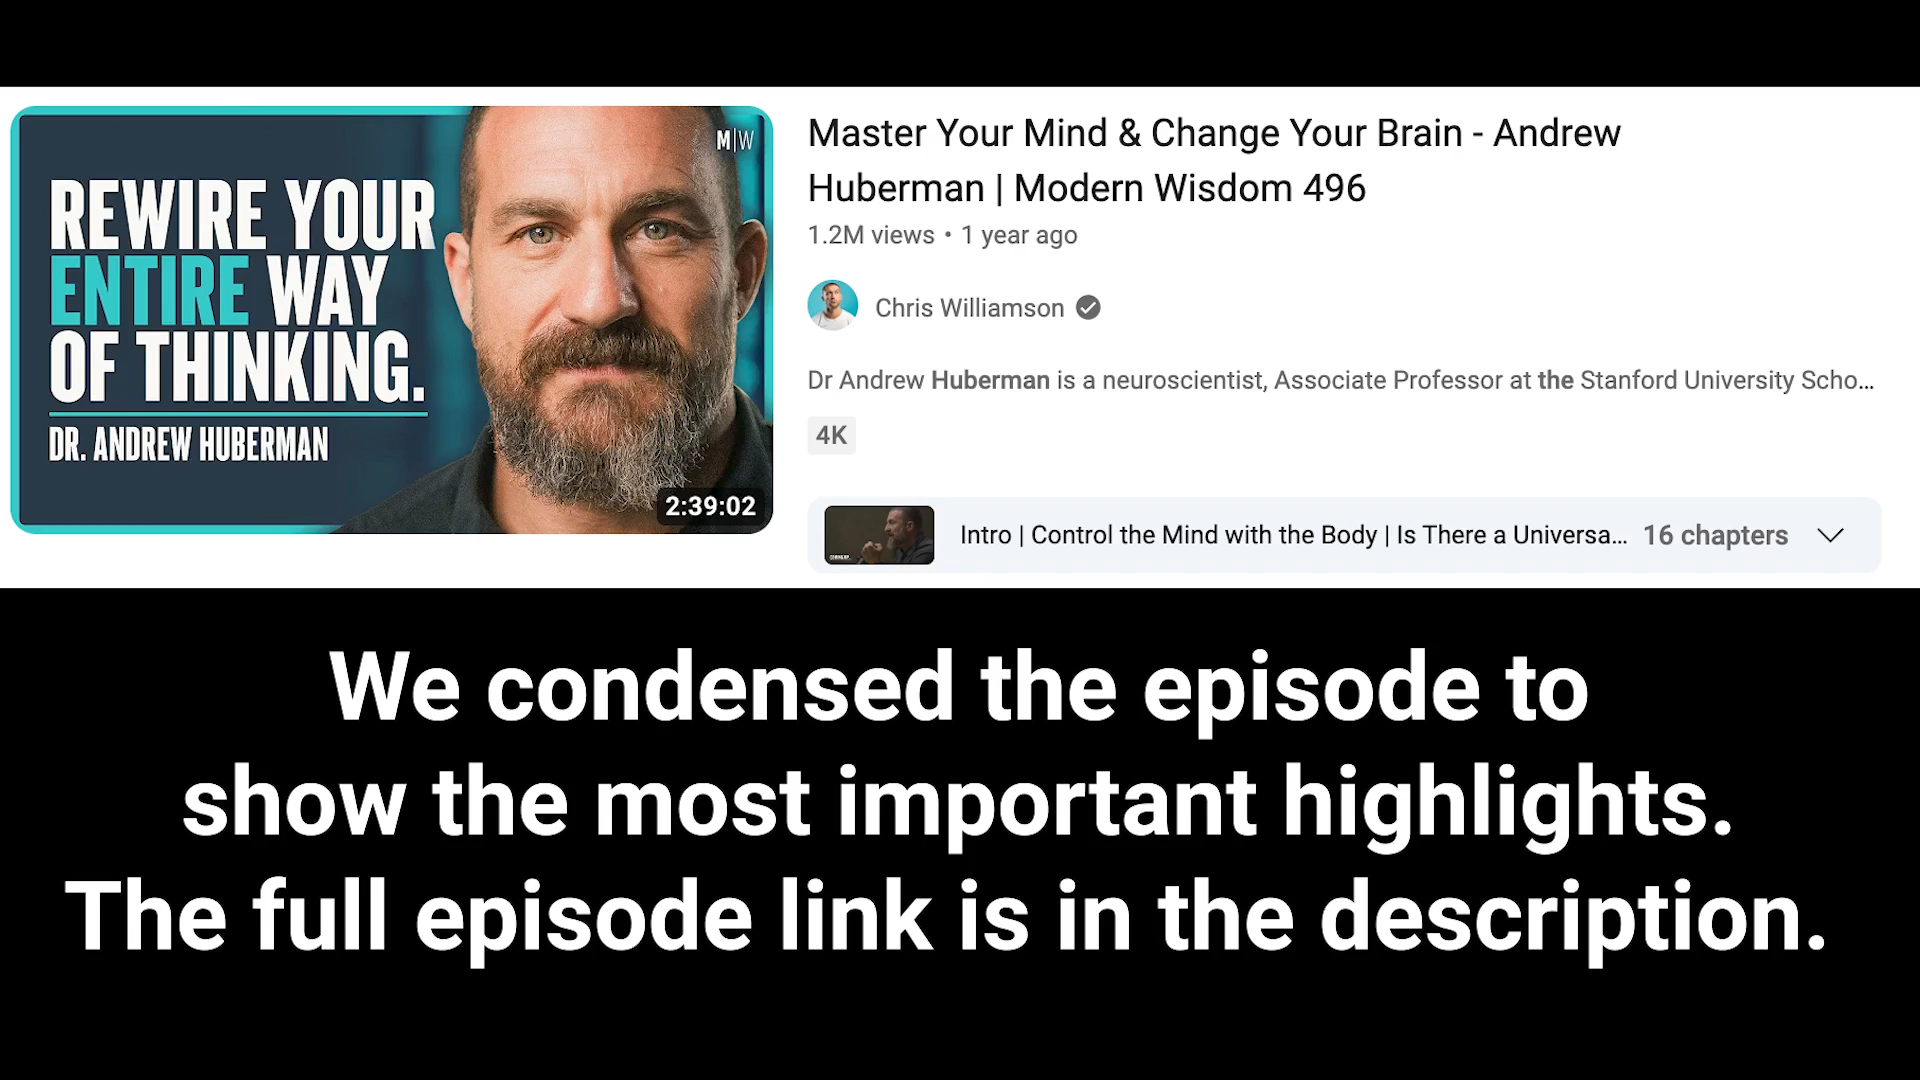 M|W
REWIRE YOUR
ENTIRE WAY
OF THINKING.
DR. ANDREW HUBERMAN
2:39:02
Master Your Mind & Change Your Brain - Andrew
Huberman | Modern Wisdom 496
1.2M views • 1 year ago
Chris Williamson
Dr Andrew Huberman is a neuroscientist, Associate Professor at the Stanford University Scho...
4K
Intro | Control the Mind with the Body | Is There a Universa... 16 chapters
We condensed the episode to
show the most important highlights.
The full episode link is in the description.